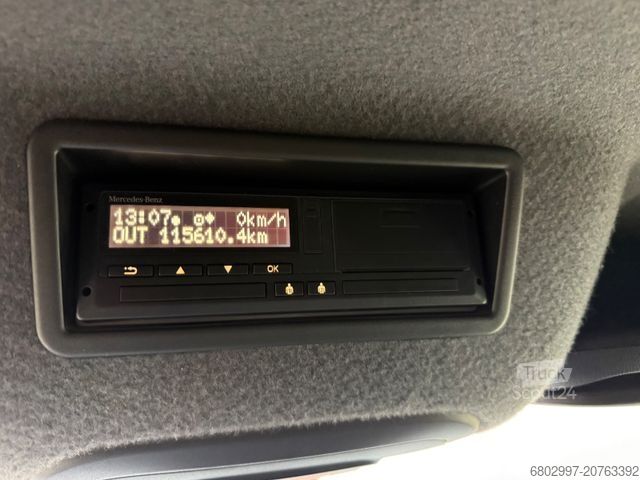 Mercedes-Benz
13:07 0km/h
OUT 115610.4km
OK
Truck
Scout24
6802997-20763392